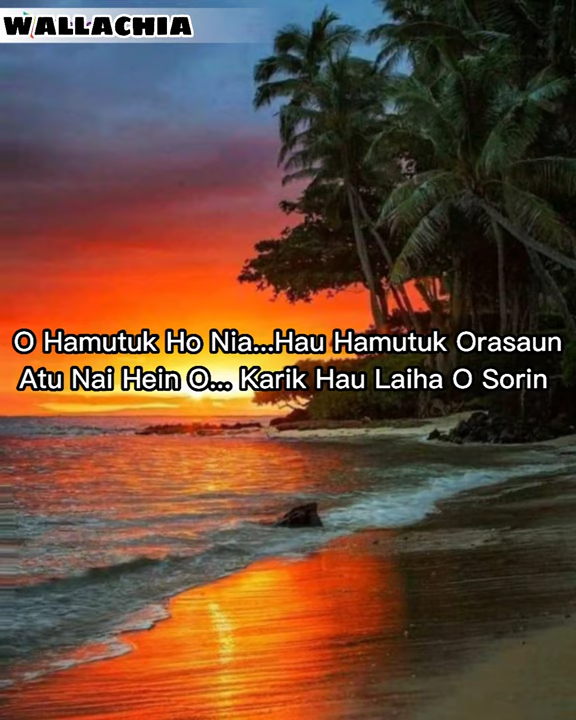 WALLACHIA
O Hamutuk Ho Nia...Hau Hamutuk Orasaun
Atu Nai Hein O... Karik Hau Laiha O Sorin